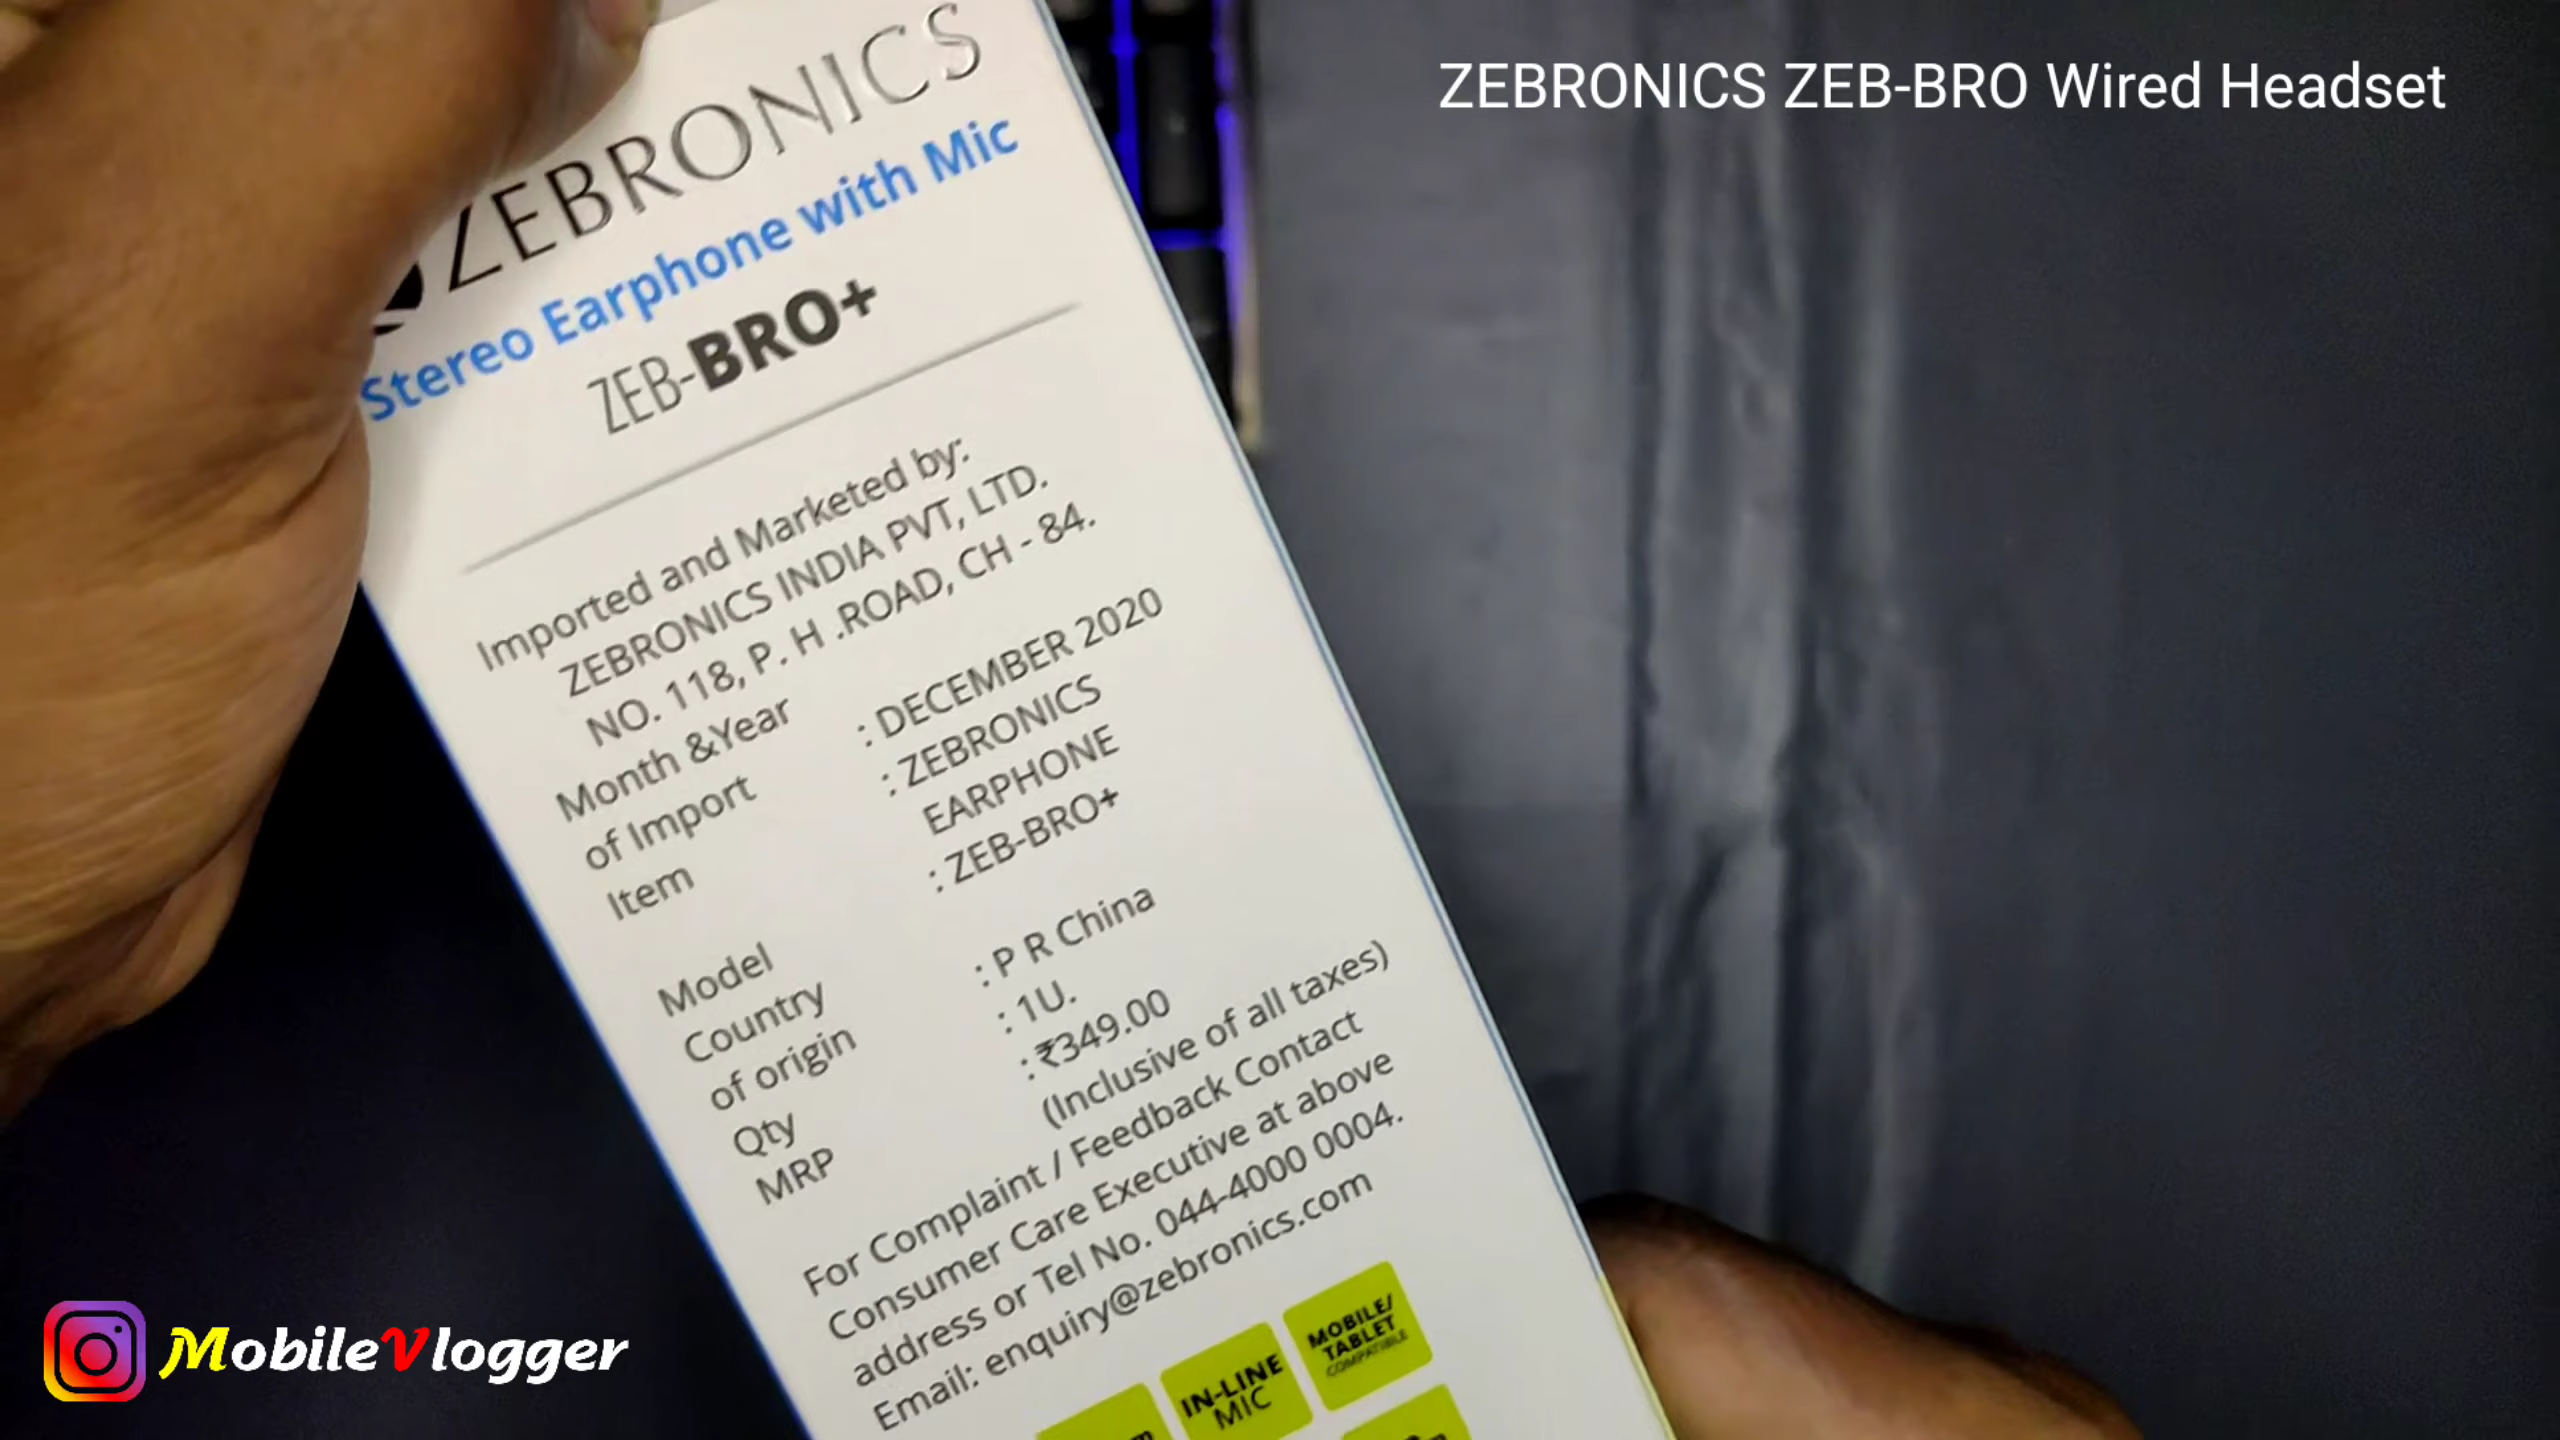 ZEBRONICS ZEB-BRO Wired Headset
ZEBRONICS
Stereo Earphone with Mic
ZEB-BRO+
Imported and Marketed by:
ZEBRONICS INDIA PVT, LTD.
NO. 118, P. H .ROAD, CH - 84.
Month &Year : DECEMBER 2020
of Import : ZEBRONICS
Item EARPHONE
: ZEB-BRO+
Model
Country : P R China
of origin : 1U.
Qty : ₹349.00
MRP (Inclusive of all taxes)
For Complaint / Feedback Contact
Consumer Care Executive at above
address or Tel No. 044-4000 0004.
Email: enquiry@zebronics.com
IN-LINE
MIC
MOBILE/
TABLET
COMPATIBLE
MobileVlogger